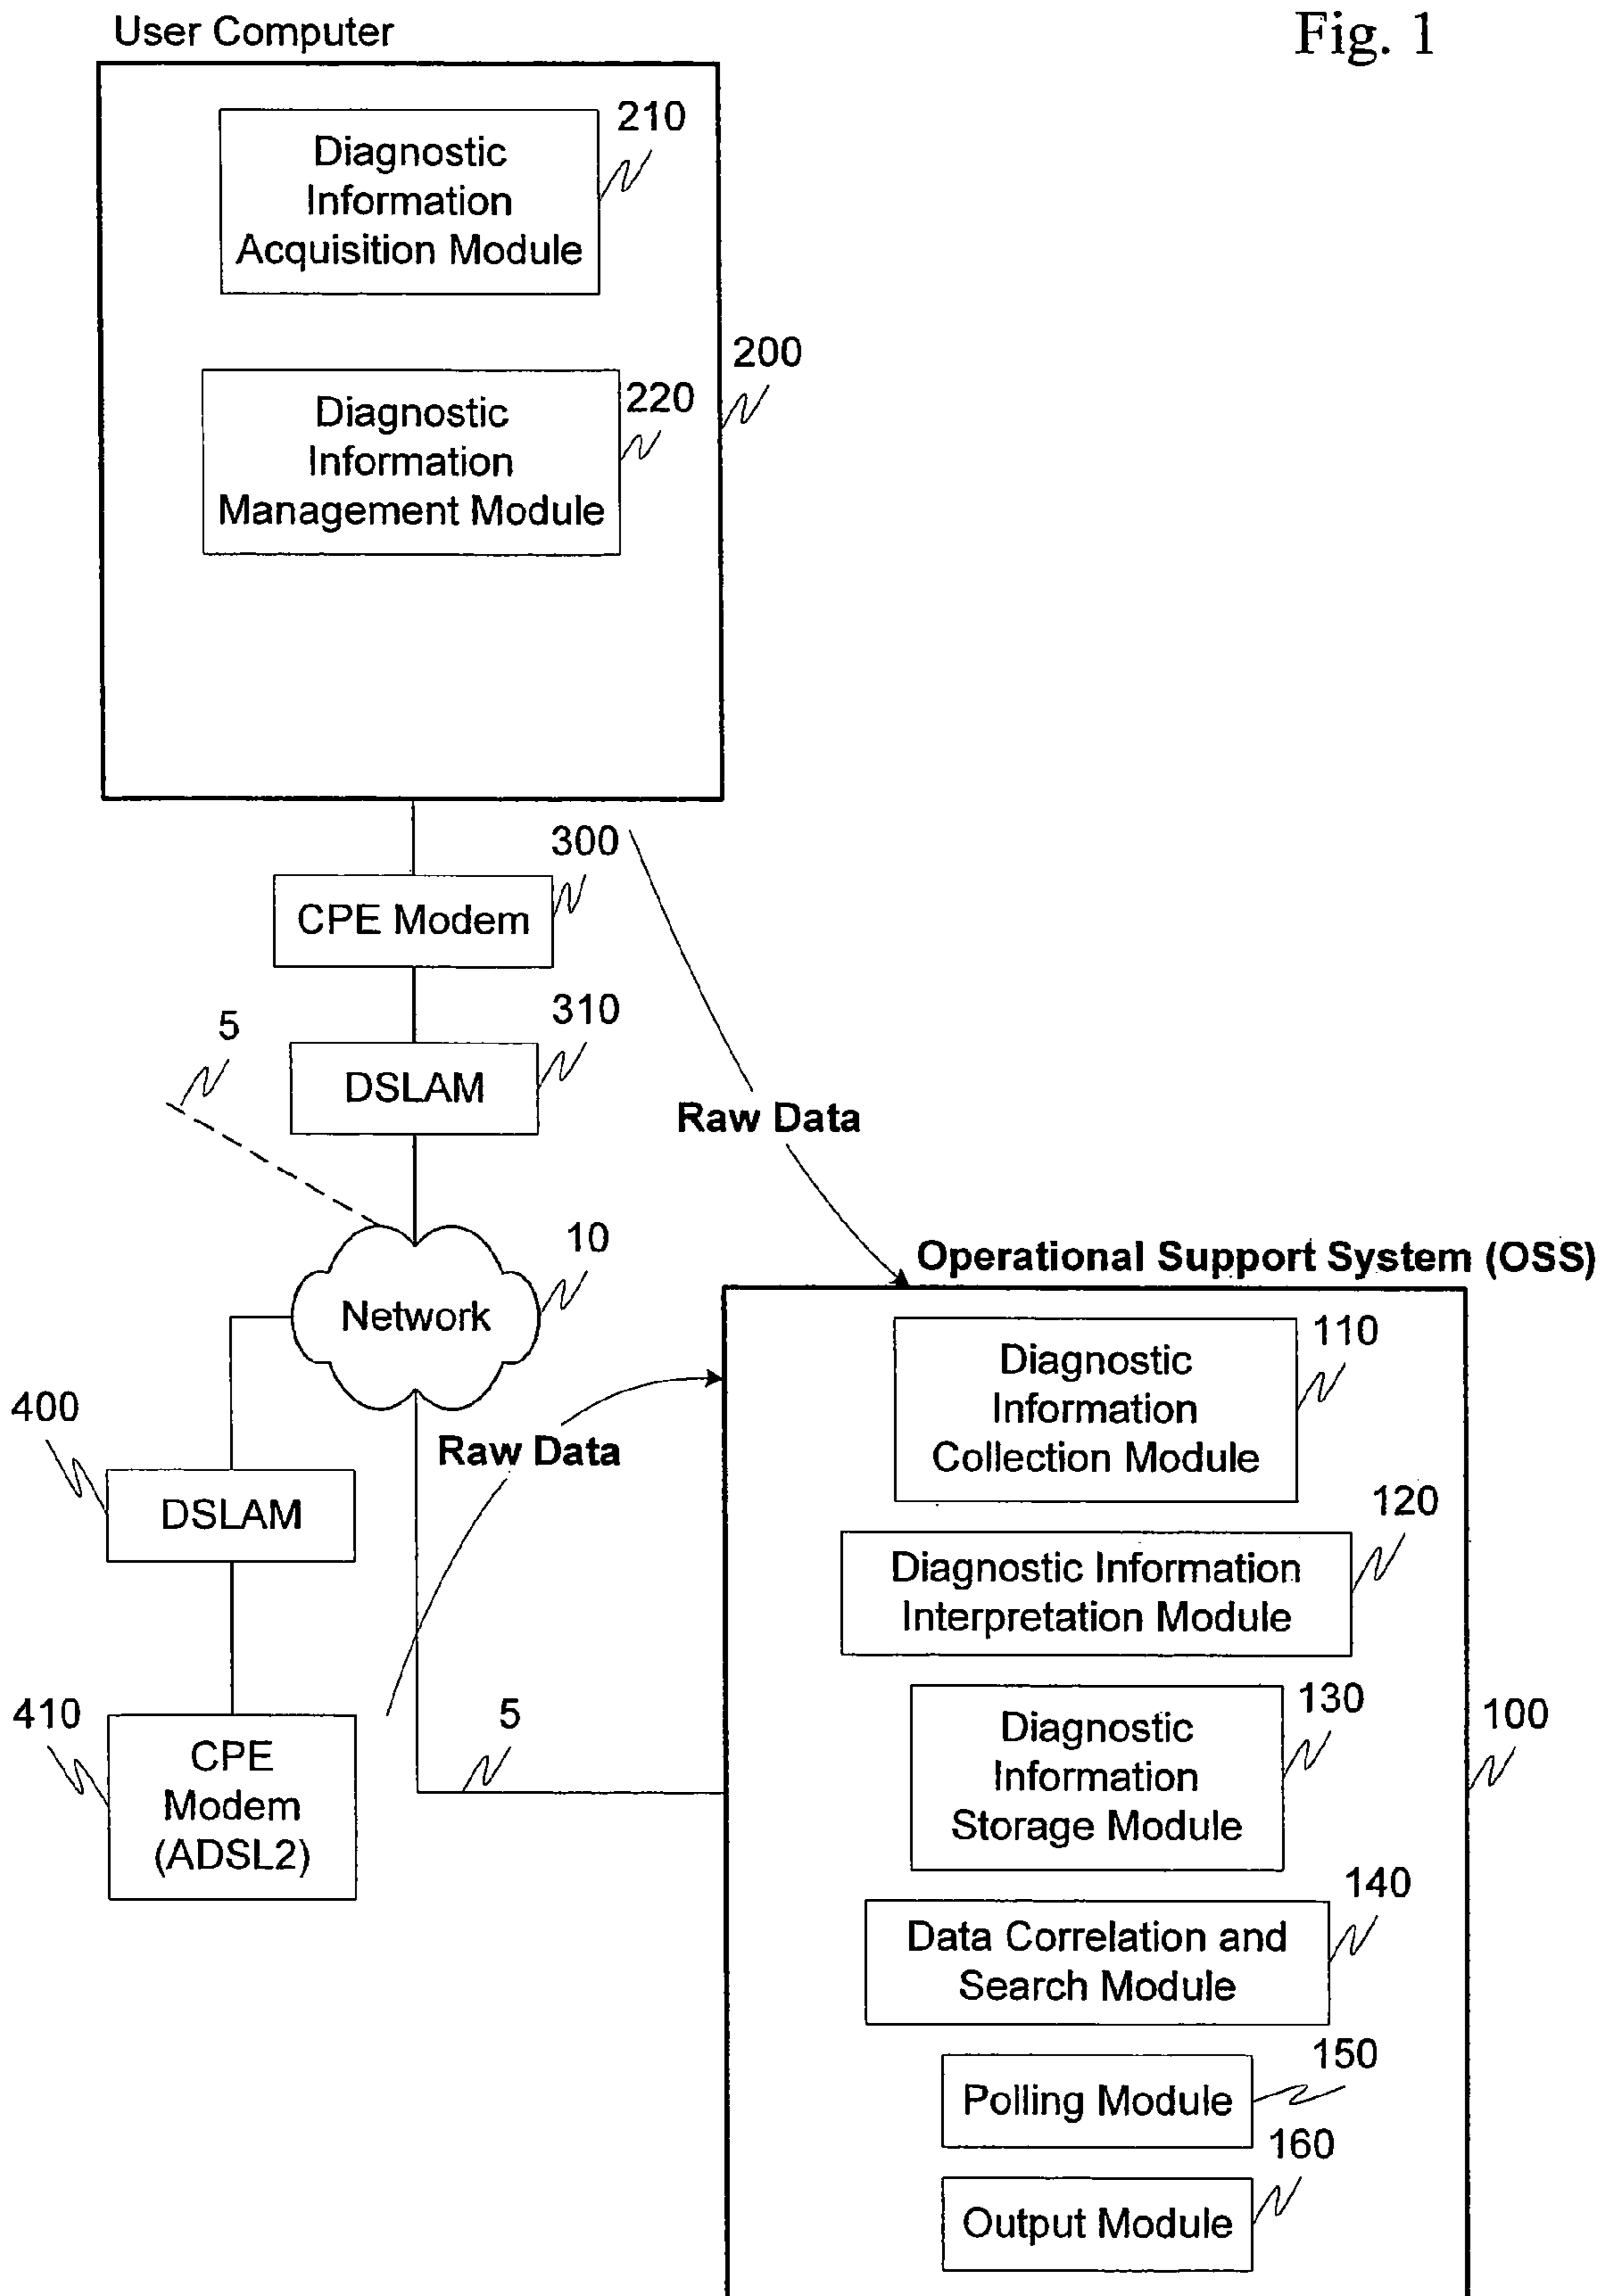 Fig. 1
User Computer
210
Diagnostic
Information
Acquisition Module
200
220
Diagnostic
Information
Management Module
300
CPE Modem
310
5
DSLAM
Raw Data
10
Network
Operational Support System (OSS)
110
Diagnostic
Information
Collection Module
400
Raw Data
DSLAM
120
Diagnostic Information
Interpretation Module
130
100
Diagnostic
Information
Storage Module
410
5
CPE
Modem
(ADSL2)
140
Data Correlation and
Search Module
150
Polling Module
160
Output Module